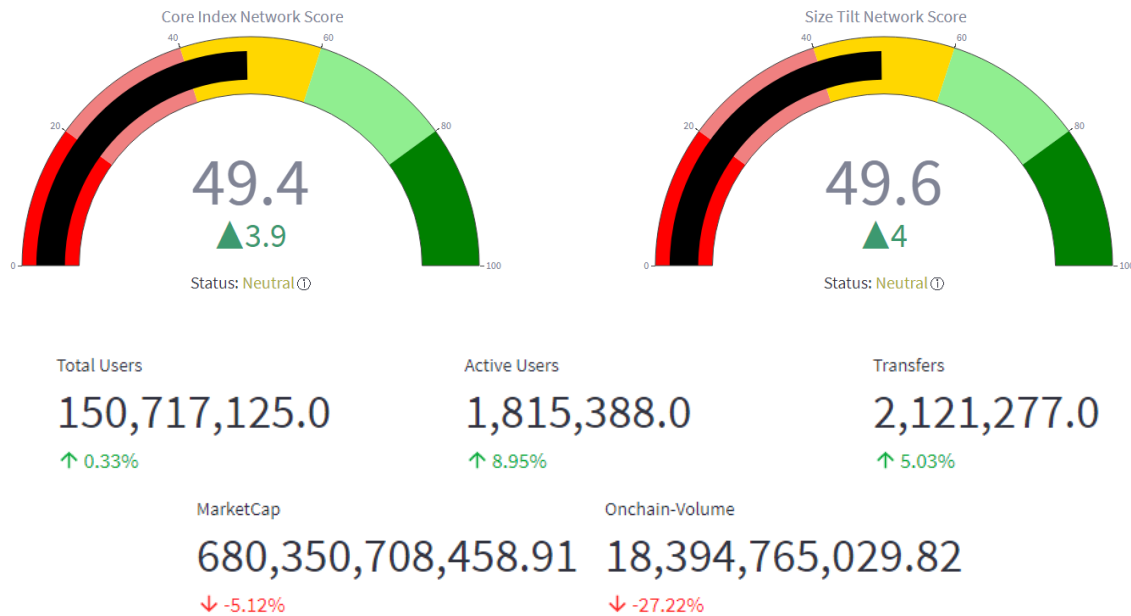 Core Index Network Score
0
20
40
60
80
100
49.4
▲3.9
Status: Neutral ⓘ
Size Tilt Network Score
0
20
40
60
80
100
49.6
▲4
Status: Neutral ⓘ
Total Users
150,717,125.0
↑ 0.33%
Active Users
1,815,388.0
↑ 8.95%
Transfers
2,121,277.0
↑ 5.03%
MarketCap
680,350,708,458.91
↓ -5.12%
Onchain-Volume
18,394,765,029.82
↓ -27.22%